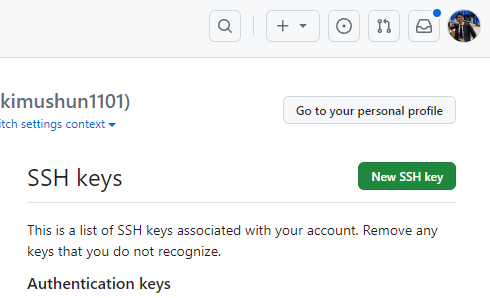 kimushun1101)
Go to your personal profile
itch settings context
SSH keys
New SSH key
This is a list of SSH keys associated with your account. Remove any
keys that you do not recognize.
Authentication keys